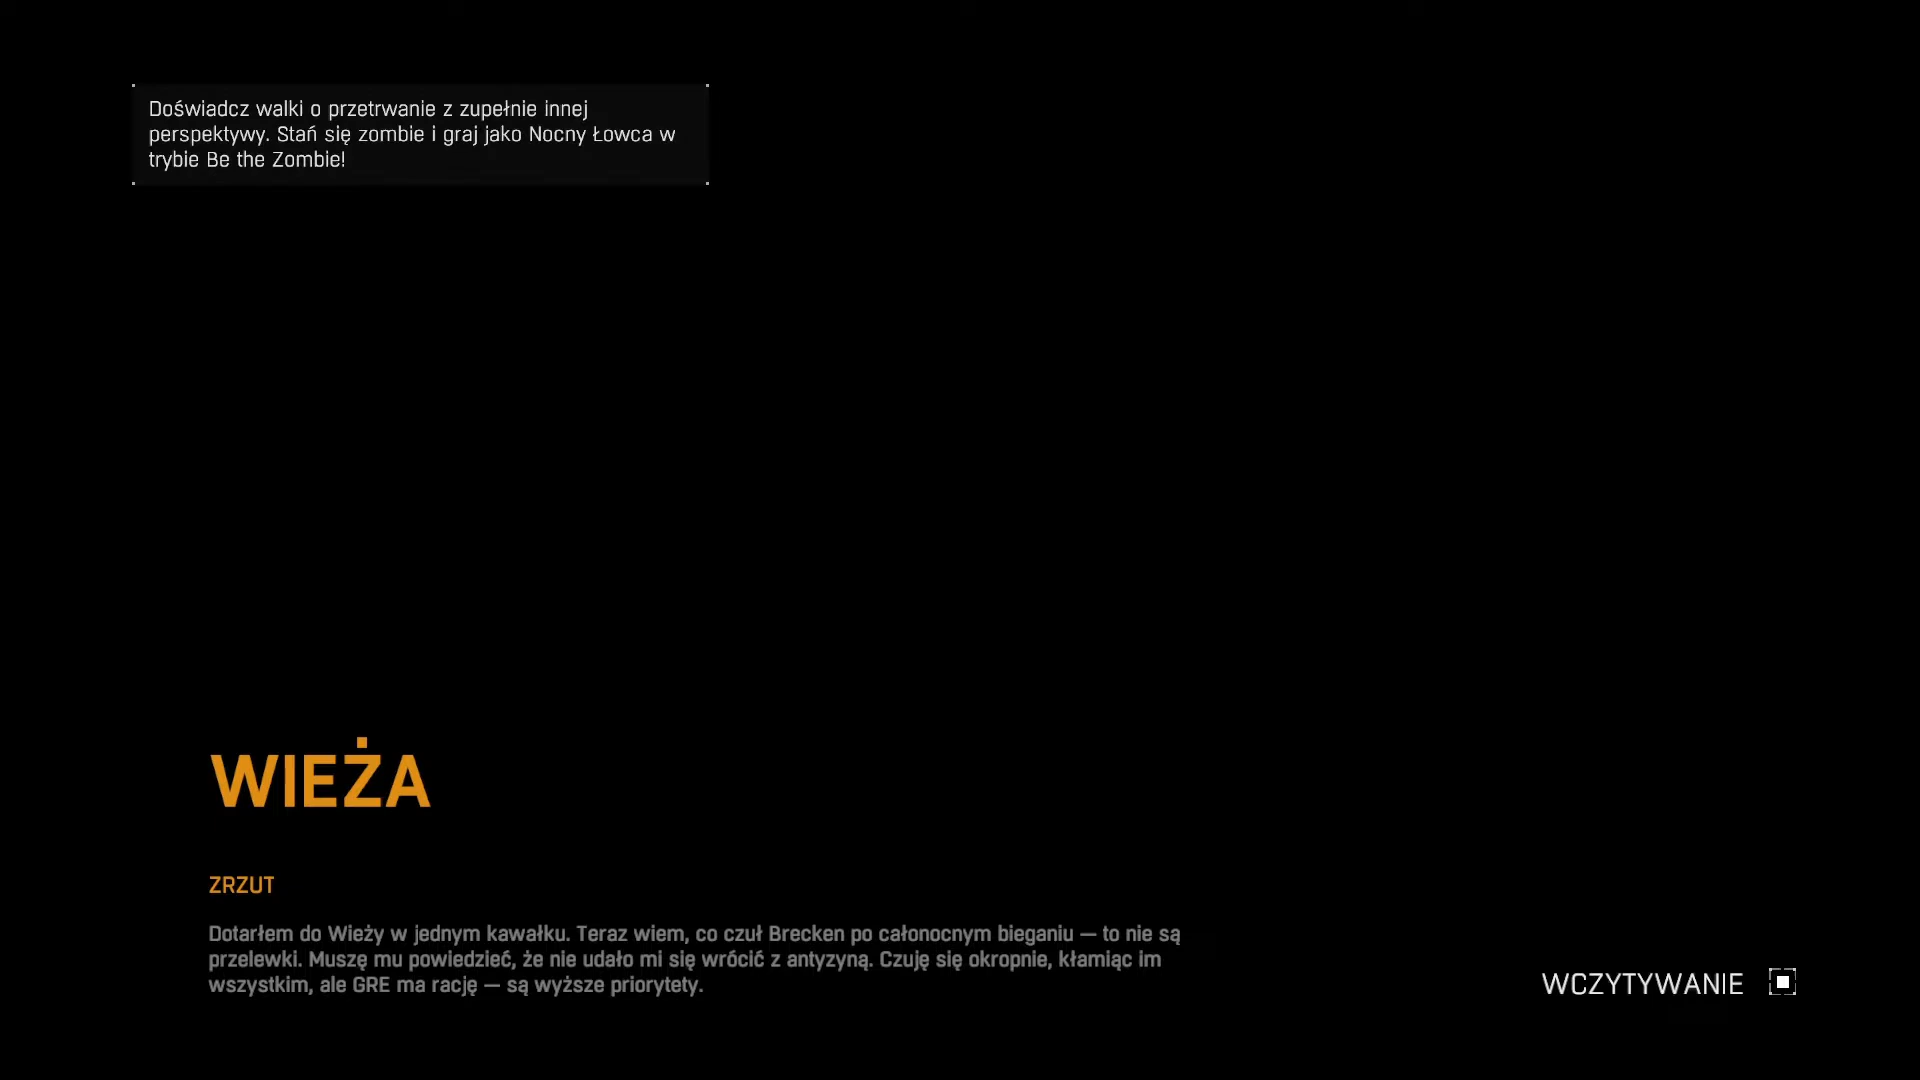 Doświadcz walki o przetrwanie z zupełnie innej
perspektywy. Stań się zombie i graj jako Nocny Łowca w
trybie Be the Zombie!
WIEŻA
ZRZUT
Dotarłem do Wieży w jednym kawałku. Teraz wiem, co czuł Brecken po całonocnym bieganiu — to nie są
przelewki. Muszę mu powiedzieć, że nie udało mi się wrócić z antyzyną. Czuję się okropnie, kłamiąc im
wszystkim, ale GRE ma rację — są wyższe priorytety.
WCZYTYWANIE